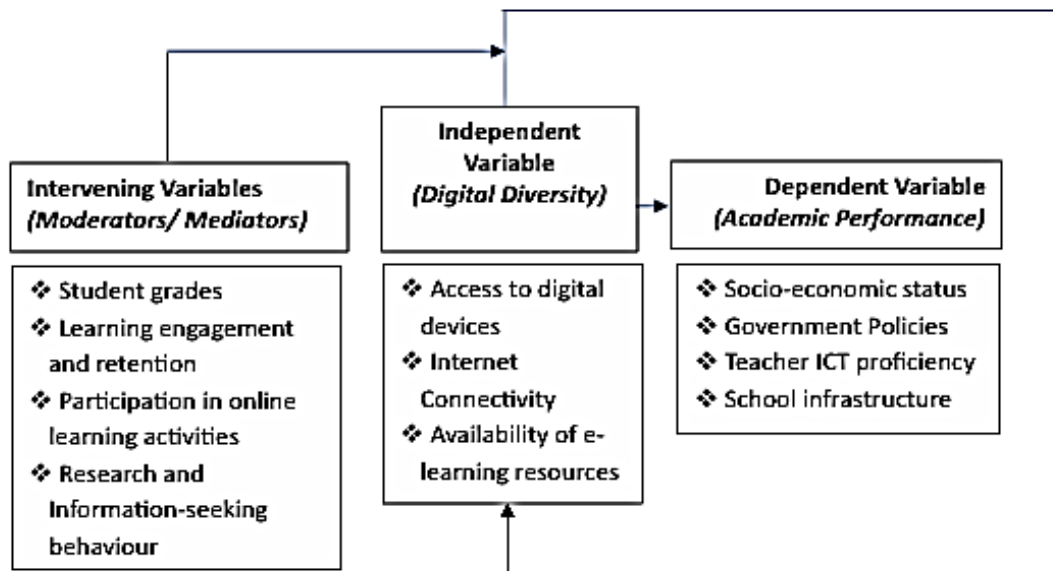 Intervening Variables
(Moderators/ Mediators)
❖ Student grades
❖ Learning engagement
and retention
❖ Participation in online
learning activities
❖ Research and
Information-seeking
behaviour
Independent
Variable
(Digital Diversity)
❖ Access to digital
devices
❖ Internet
Connectivity
❖ Availability of e-
learning resources
Dependent Variable
(Academic Performance)
❖ Socio-economic status
❖ Government Policies
❖ Teacher ICT proficiency
❖ School infrastructure